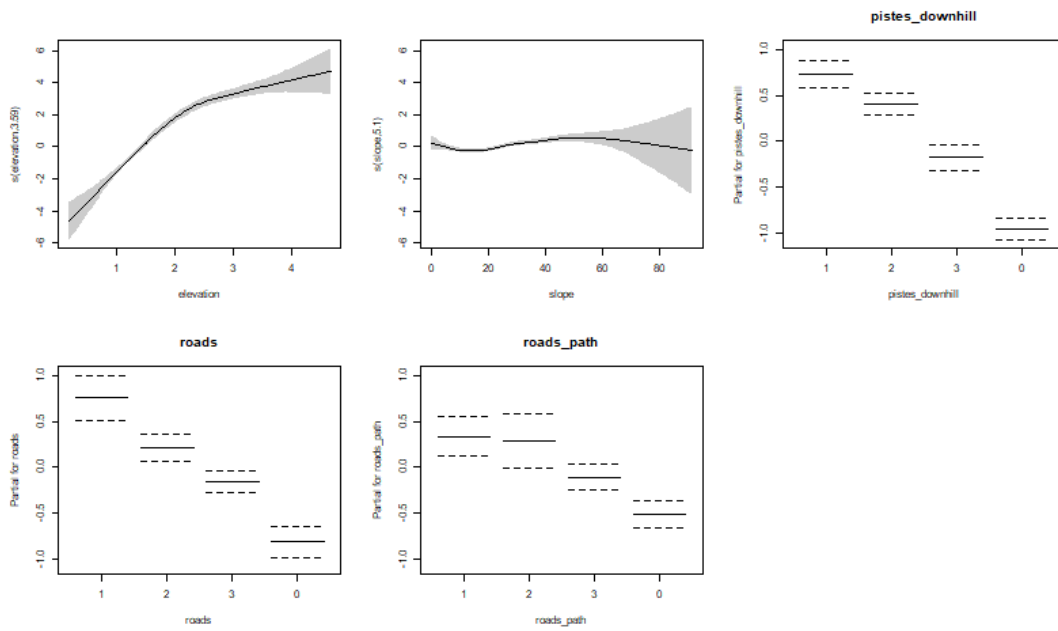 pistes_downhill
s(elevation,3.59)
6
4
2
0
-2
-4
-6
1 2 3 4
elevation
s(slope,5.1)
6
4
2
0
-2
-4
-6
0 20 40 60 80
slope
Partial for pistes_downhill
1.0
0.5
0.0
-0.5
-1.0
1 2 3 0
pistes_downhill
roads
Partial for roads
1.0
0.5
0.0
-0.5
-1.0
1 2 3 0
roads
roads_path
Partial for roads_path
1.0
0.5
0.0
-0.5
-1.0
1 2 3 0
roads_path